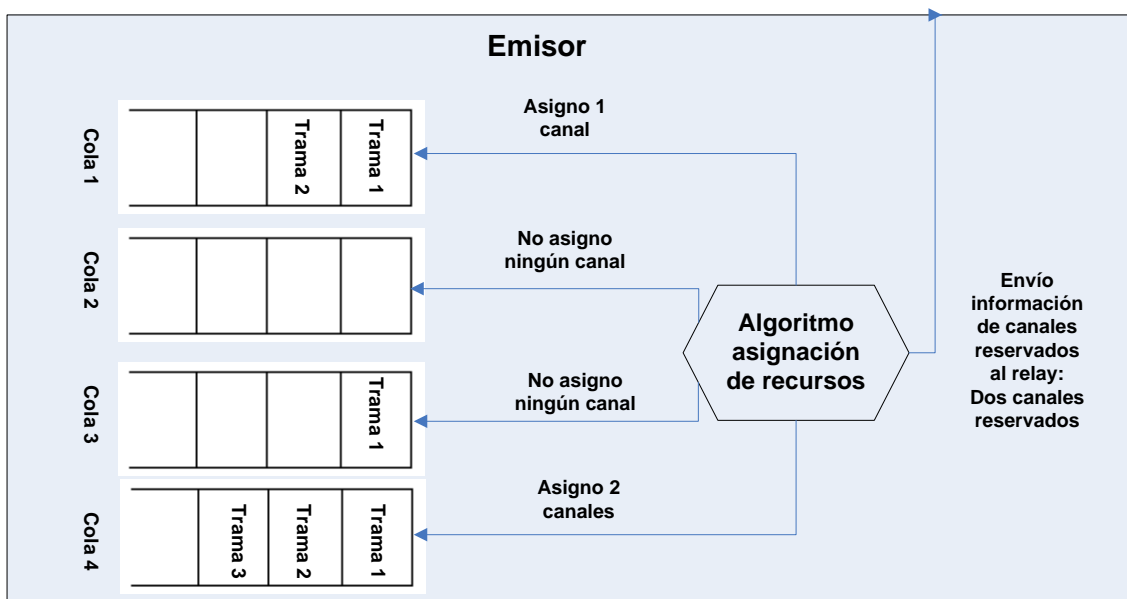 Emisor
Cola 1
Trama 2
Trama 1
Asigno 1
canal
Cola 2
No asigno
ningún canal
Cola 3
Trama 1
No asigno
ningún canal
Cola 4
Trama 3
Trama 2
Trama 1
Asigno 2
canales
Algoritmo
asignación
de recursos
Envío
información
de canales
reservados
al relay:
Dos canales
reservados